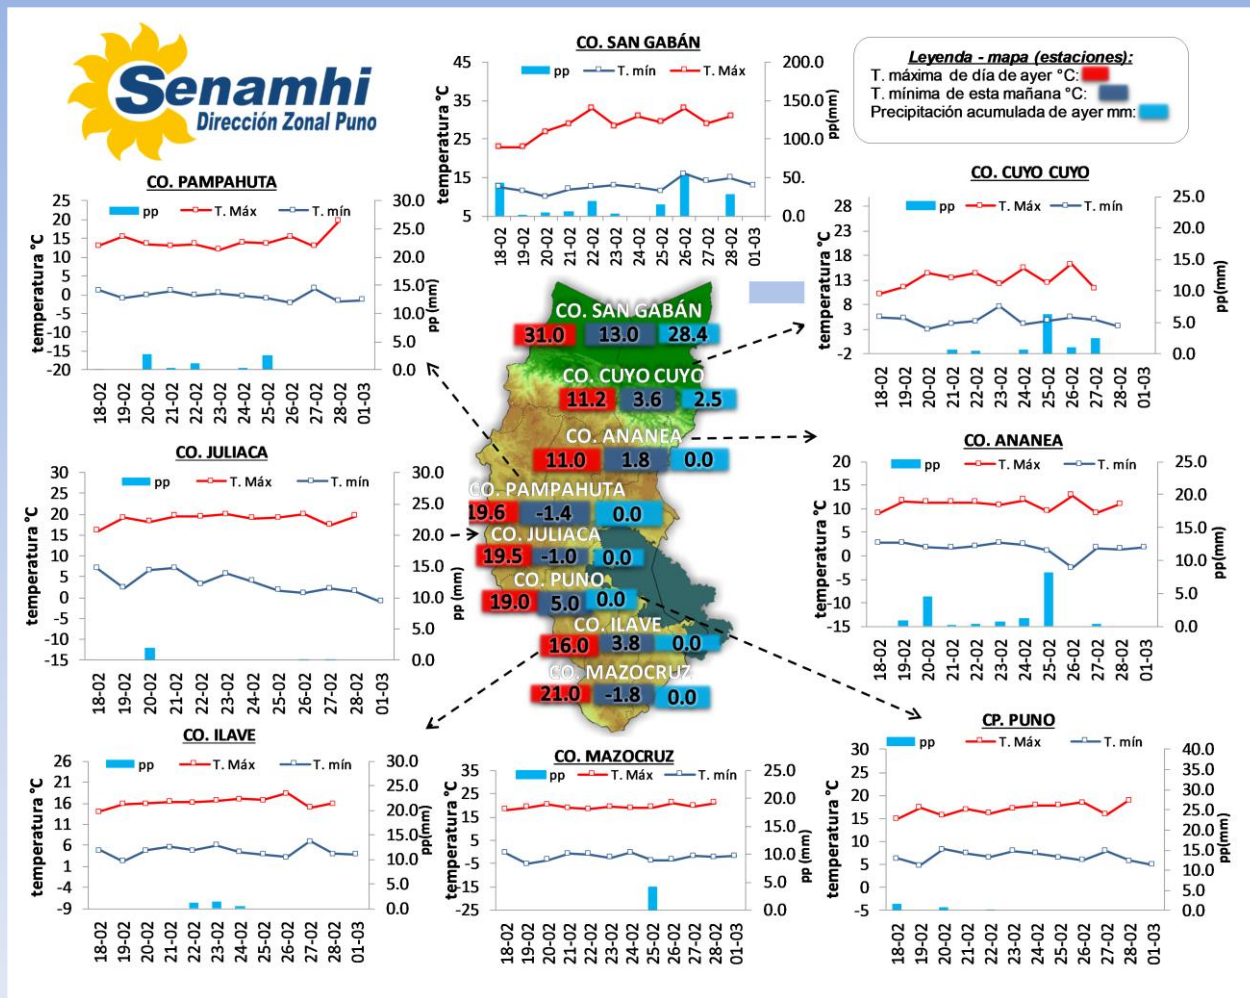 Senamhi
Dirección Zonal Puno
CO. SAN GABÁN
pp T. mín T. Máx
temperatura °C
45
35
25
15
5
200.0
150.0
100.0
50.0
0.0
pp(mm)
18-02 19-02 20-02 21-02 22-02 23-02 24-02 25-02 26-02 27-02 28-02 01-03
Leyenda - mapa (estaciones):
T. máxima de día de ayer °C:
T. mínima de esta mañana °C:
Precipitación acumulada de ayer mm:
CO. PAMPAHUTA
pp T. Máx T. mín
temperatura °C
25
20
15
10
5
0
-5
-10
-15
-20
30.0
25.0
20.0
15.0
10.0
5.0
0.0
pp (mm)
18-02 19-02 20-02 21-02 22-02 23-02 24-02 25-02 26-02 27-02 28-02 01-03
CO. CUYO CUYO
pp T. Máx T. mín
temperatura °C
28
23
18
13
8
3
-2
25.0
20.0
15.0
10.0
5.0
0.0
pp(mm)
18-02 19-02 20-02 21-02 22-02 23-02 24-02 25-02 26-02 27-02 28-02 01-03
CO. SAN GABÁN
31.0 13.0 28.4
CO. CUYO CUYO
11.2 3.6 2.5
CO. ANANEA
11.0 1.8 0.0
CO. PAMPAHUTA
19.6 -1.4 0.0
CO. JULIACA
19.5 -1.0 0.0
CO. PUNO
19.0 5.0 0.0
CO. ILAVE
16.0 3.8 0.0
CO. MAZOCRUZ
21.0 -1.8 0.0
CO. JULIACA
pp T. Máx T. mín
temperatura °C
30
25
20
15
10
5
0
-5
-10
-15
30.0
25.0
20.0
15.0
10.0
5.0
0.0
pp (mm)
18-02 19-02 20-02 21-02 22-02 23-02 24-02 25-02 26-02 27-02 28-02 01-03
CO. ANANEA
pp T. Máx T. mín
temperatura °C
20
15
10
5
0
-5
-10
-15
25.0
20.0
15.0
10.0
5.0
0.0
pp(mm)
18-02 19-02 20-02 21-02 22-02 23-02 24-02 25-02 26-02 27-02 28-02 01-03
CO. ILAVE
pp T. Máx T. mín
temperatura °C
26
21
16
11
6
1
-4
-9
30.0
25.0
20.0
15.0
10.0
5.0
0.0
pp(mm)
18-02 19-02 20-02 21-02 22-02 23-02 24-02 25-02 26-02 27-02 28-02 01-03
CO. MAZOCRUZ
pp T. Máx T. mín
temperatura °C
35
25
15
5
-5
-15
-25
25.0
20.0
15.0
10.0
5.0
0.0
pp (mm)
18-02 19-02 20-02 21-02 22-02 23-02 24-02 25-02 26-02 27-02 28-02 01-03
CP. PUNO
pp T. Máx T. mín
temperatura °C
30
25
20
15
10
5
0
-5
40.0
35.0
30.0
25.0
20.0
15.0
10.0
5.0
0.0
pp(mm)
18-02 19-02 20-02 21-02 22-02 23-02 24-02 25-02 26-02 27-02 28-02 01-03